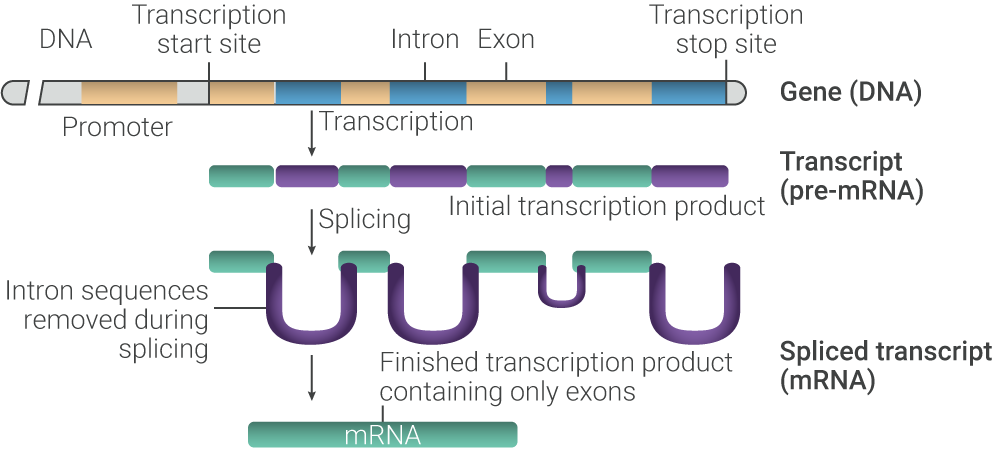 DNA
Transcription
start site
Intron
Exon
Transcription
stop site
Gene (DNA)
Promoter
Transcription
Transcript
(pre-mRNA)
Initial transcription product
Splicing
Intron sequences
removed during
splicing
Spliced transcript
(mRNA)
Finished transcription product
containing only exons
mRNA